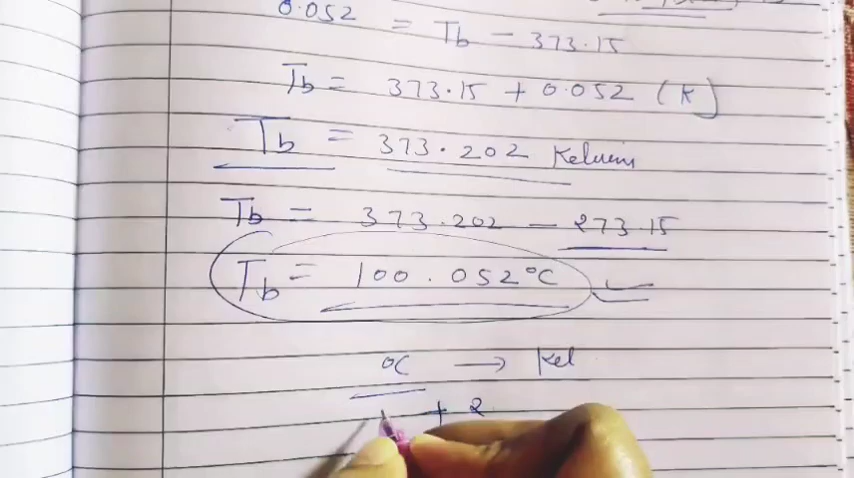 0.052 = Tb - 373.15
Tb = 373.15 + 0.052 (K)
Tb = 373.202 Kelvin
Tb = 373.202 - 273.15
Tb = 100.052°C
°C → Kel
+ 2